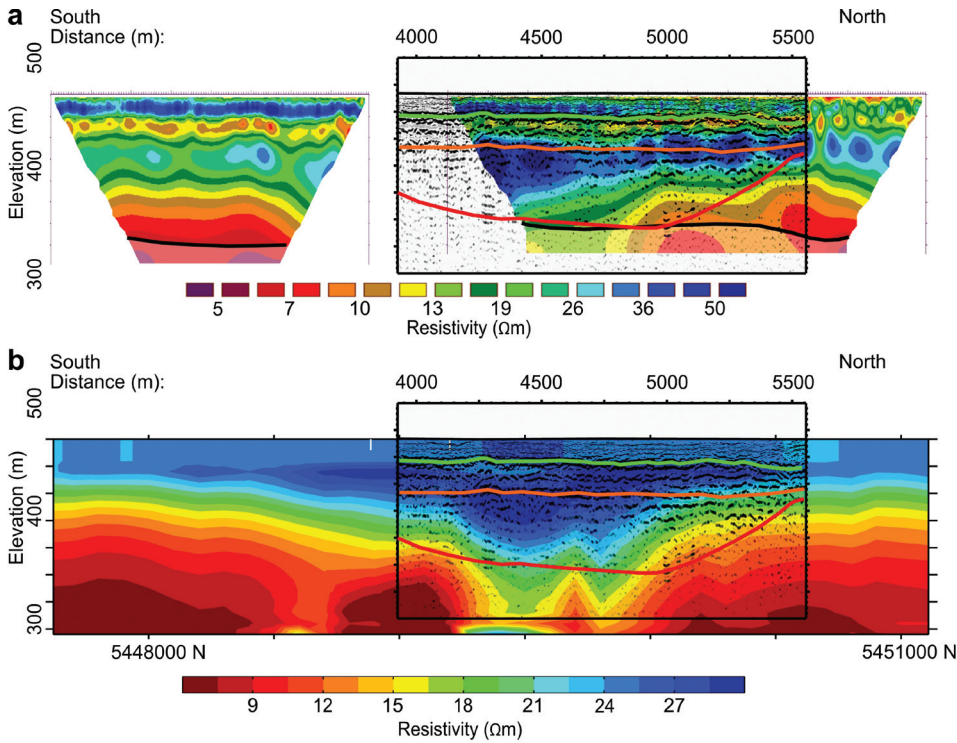 a
South North
Distance (m): 4000 4500 5000 5500
Elevation (m)
500
400
300
5 7 10 13 19 26 36 50
Resistivity (Ωm)
b
South North
Distance (m): 4000 4500 5000 5500
Elevation (m)
500
400
300
5448000 N 5451000 N
9 12 15 18 21 24 27
Resistivity (Ωm)